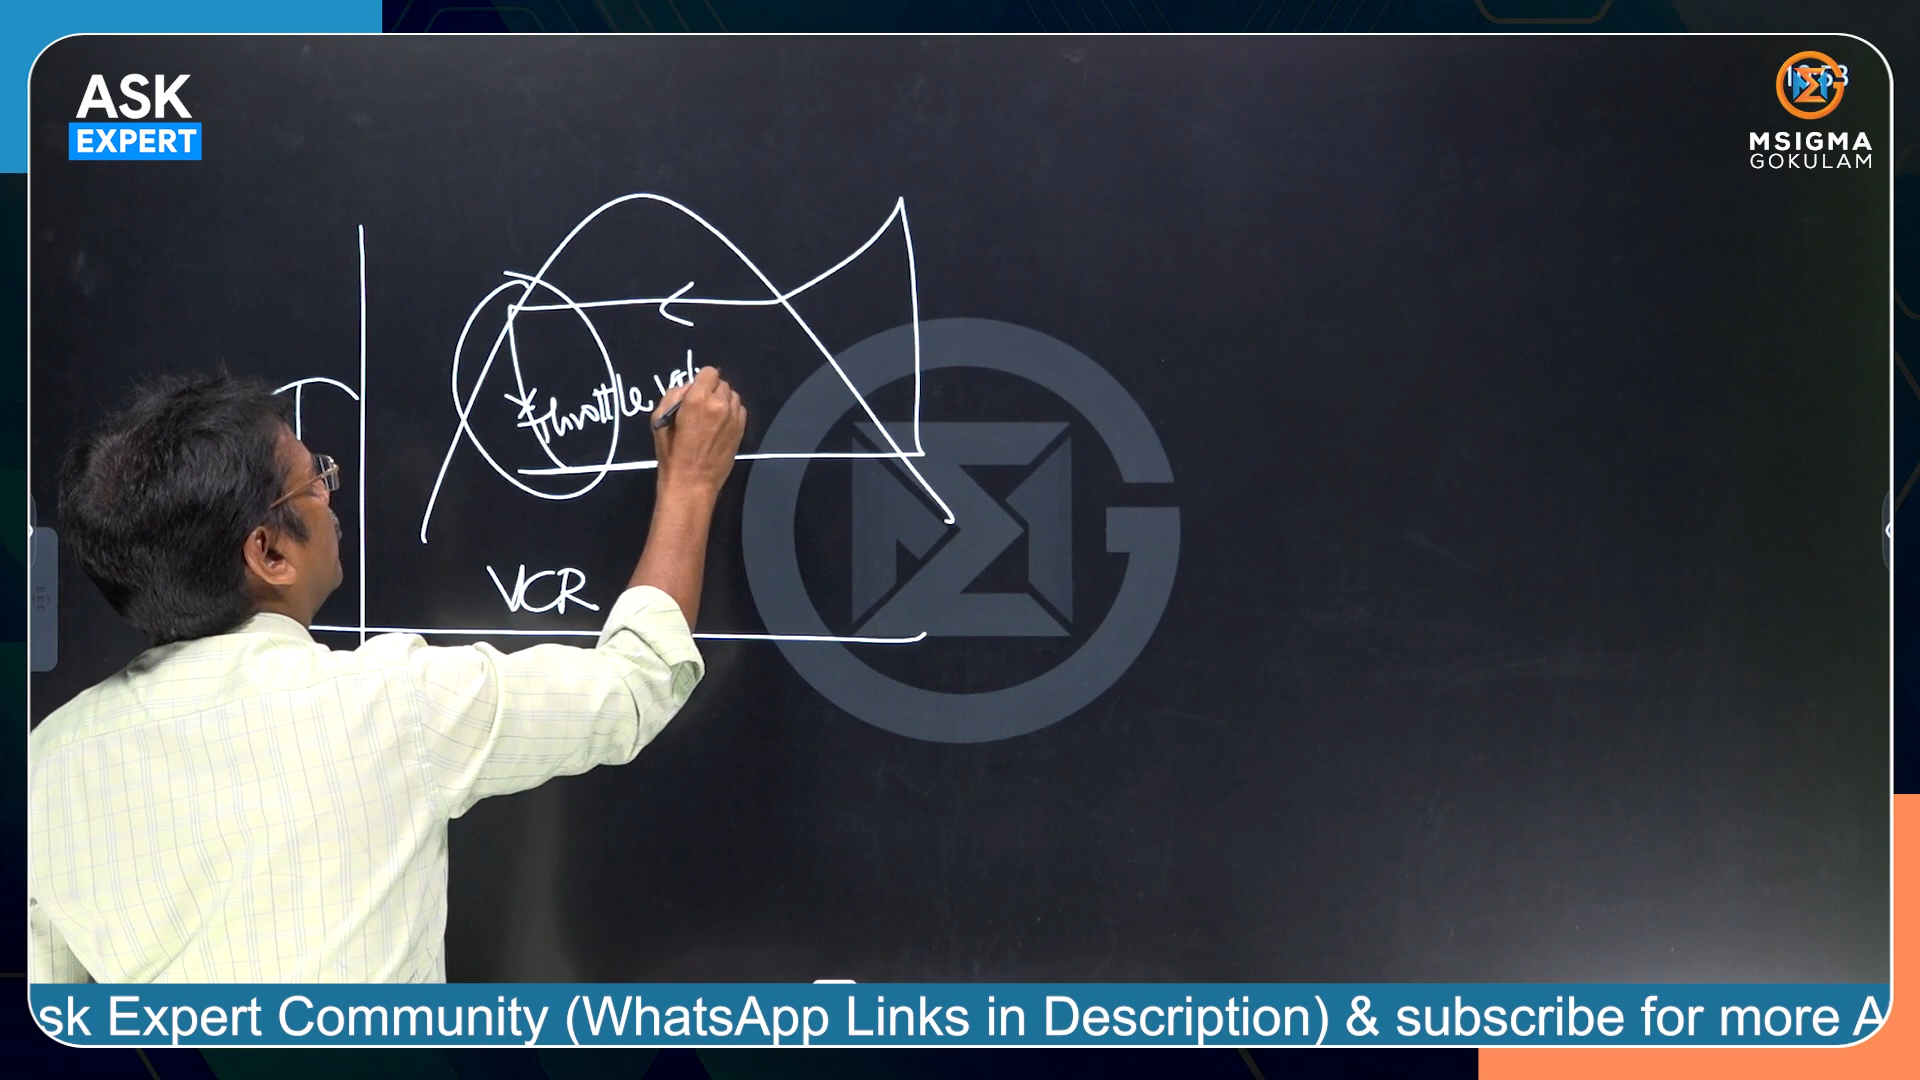 ASK
EXPERT
MSIGMA
GOKULAM
T
Throttle
VCR
sk Expert Community (WhatsApp Links in Description) & subscribe for more A